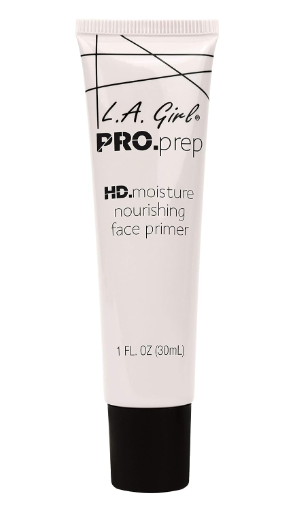 L.A. Girl®
PRO.prep
HD.moisture
nourishing
face primer
1 FL. OZ (30mL)